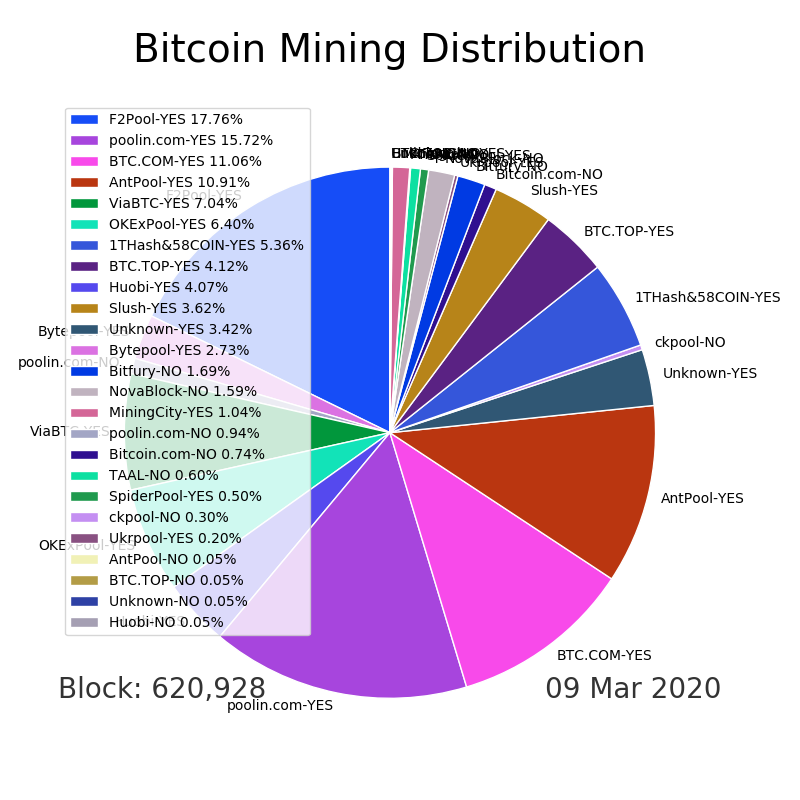 Bitcoin Mining Distribution
F2Pool-YES 17.76%
poolin.com-YES 15.72%
BTC.COM-YES 11.06%
AntPool-YES 10.91%
ViaBTC-YES 7.04%
OKExPool-YES 6.40%
1THash&58COIN-YES 5.36%
BTC.TOP-YES 4.12%
Huobi-YES 4.07%
Slush-YES 3.62%
Unknown-YES 3.42%
Bytepool-YES 2.73%
Bitfury-NO 1.69%
NovaBlock-NO 1.59%
MiningCity-YES 1.04%
poolin.com-NO 0.94%
Bitcoin.com-NO 0.74%
TAAL-NO 0.60%
SpiderPool-YES 0.50%
ckpool-NO 0.30%
Ukrpool-YES 0.20%
AntPool-NO 0.05%
BTC.TOP-NO 0.05%
Unknown-NO 0.05%
Huobi-NO 0.05%
Bitfury-NO
Bitcoin.com-NO
Slush-YES
BTC.TOP-YES
1THash&58COIN-YES
ckpool-NO
Unknown-YES
AntPool-YES
BTC.COM-YES
poolin.com-YES
F2Pool-YES
poolin.com-NO
ViaBTC-YES
OKExPool-YES
Block: 620,928
09 Mar 2020